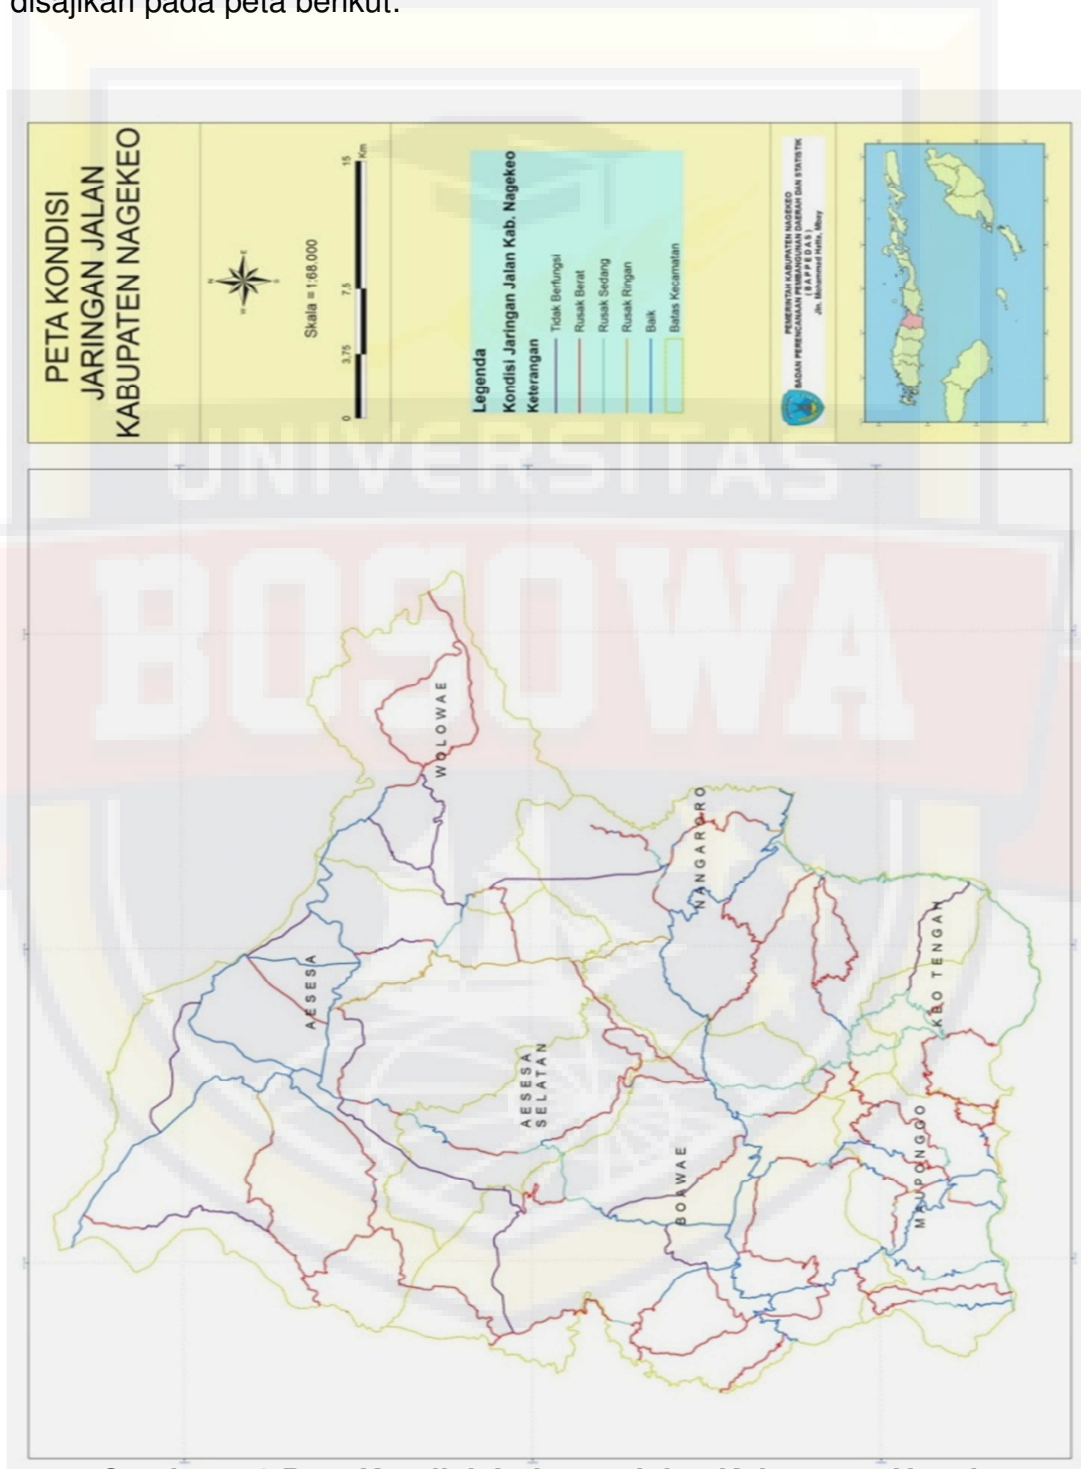 disajikan pada peta berikut.
PETA KONDISI
JARINGAN JALAN
KABUPATEN NAGEKEO
N
W
E
S
Skala = 1:68.000
0 3,75 7,5 15
Km
Legenda
Kondisi Jaringan Jalan Kab. Nagekeo
Keterangan
Tidak Berfungsi
Rusak Berat
Rusak Sedang
Rusak Ringan
Baik
Batas Kecamatan
PEMERINTAH KABUPATEN NAGEKEO
BADAN PERENCANAAN PEMBANGUNAN DAERAH DAN STATISTIK
( B A P P E D A S )
Jln. Mohammad Hatta, Mbay
UNIVERSITAS
BOSOWA
WOLOWAE
NANGARORO
AESESA
KEO TENGAH
AESESA
SELATAN
BOAWAE
MAUPONGGO